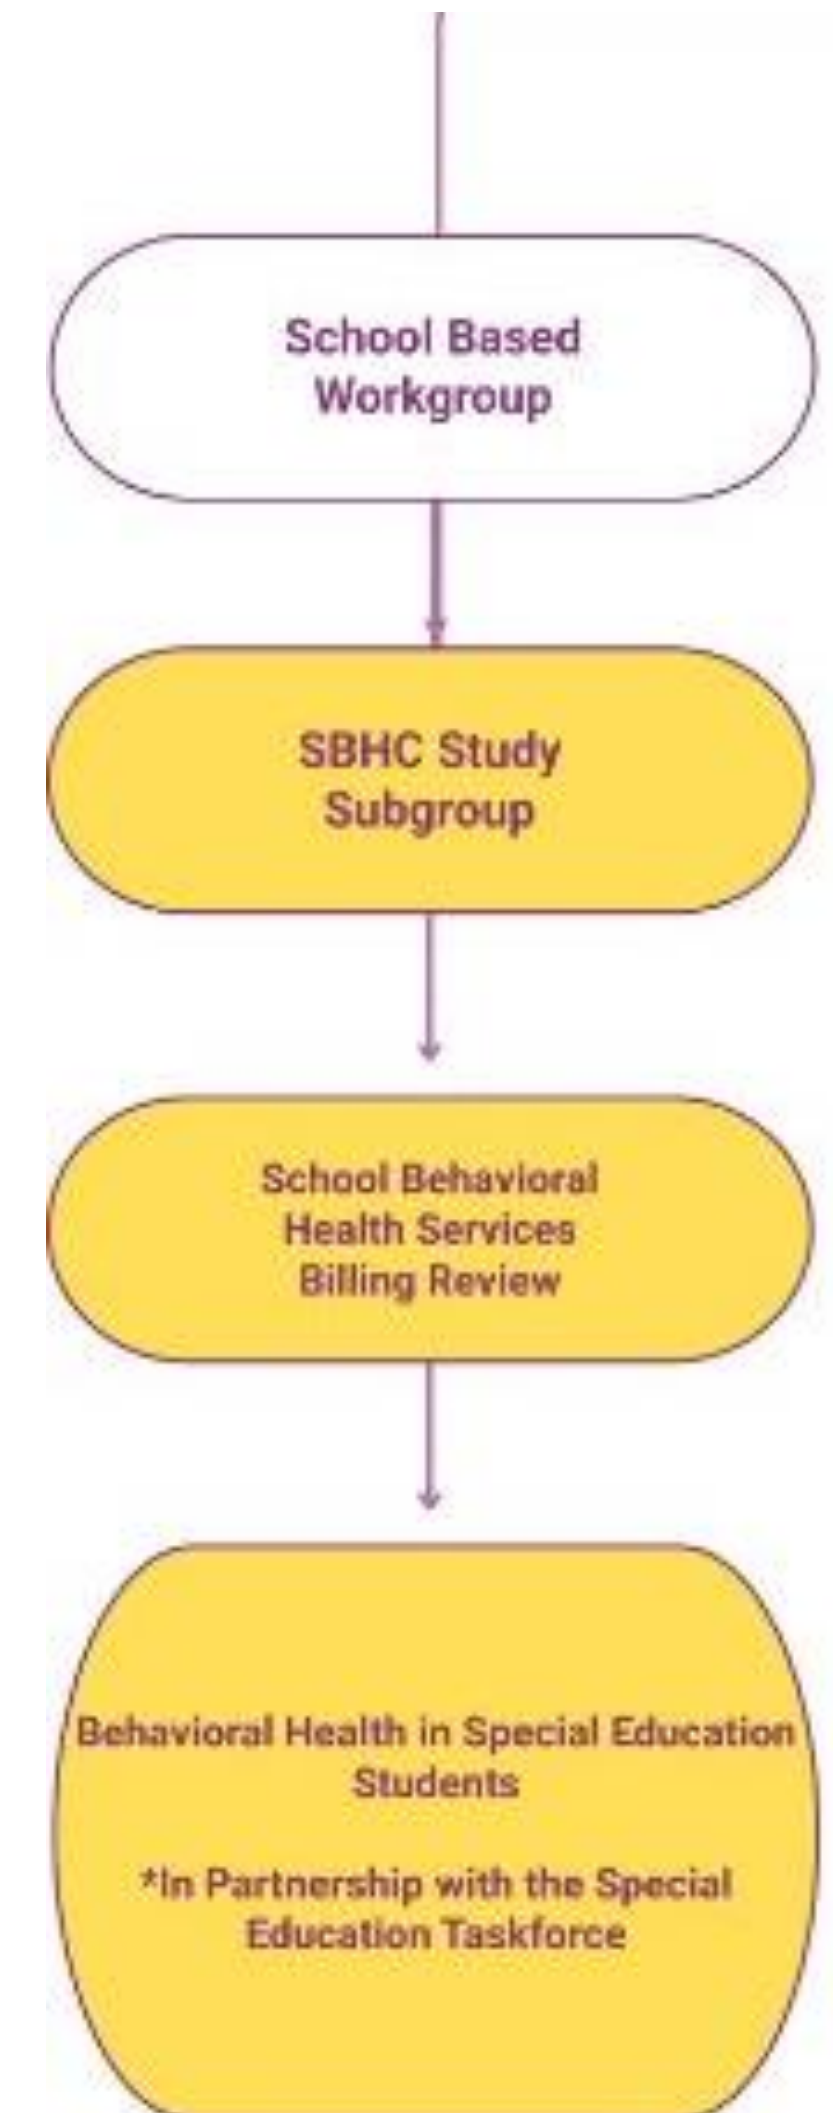 School Based
Workgroup
SBHC Study
Subgroup
School Behavioral
Health Services
Billing Review
Behavioral Health in Special Education
Students
*In Partnership with the Special
Education Taskforce